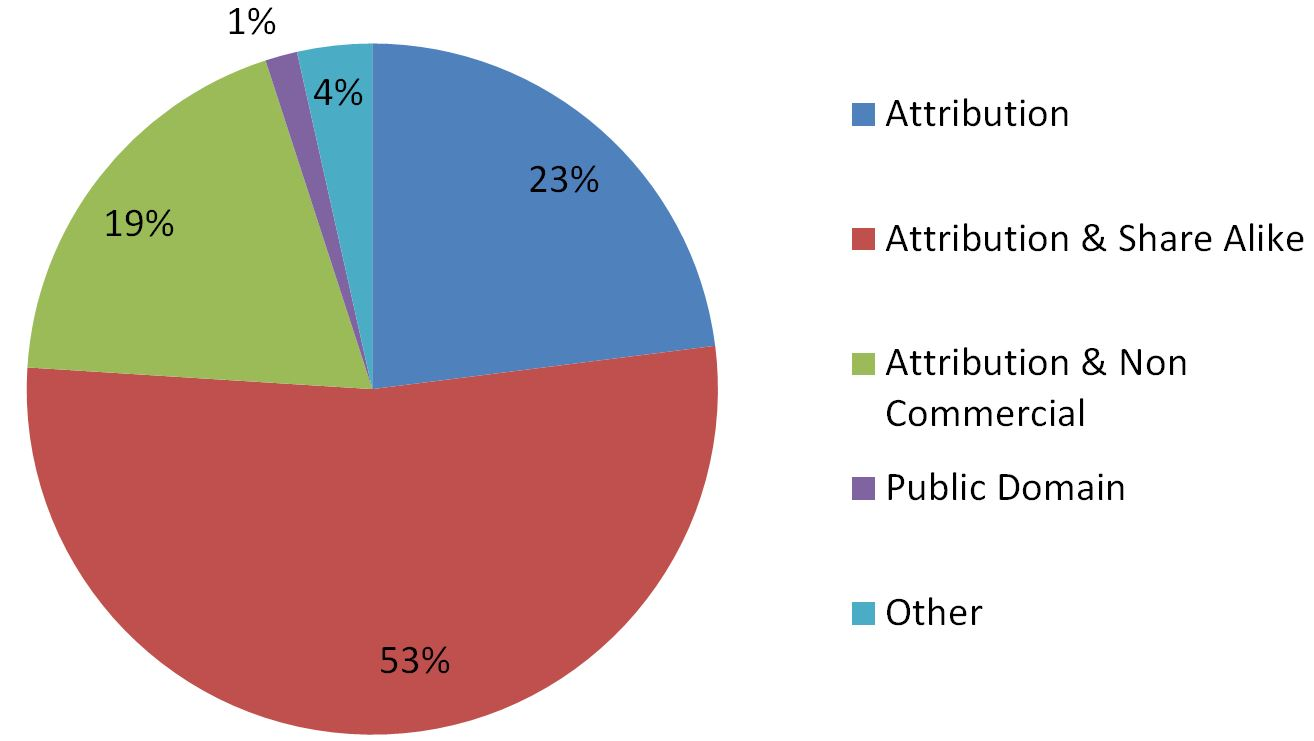 1%
4%
23%
19%
53%
Attribution
Attribution & Share Alike
Attribution & Non
Commercial
Public Domain
Other